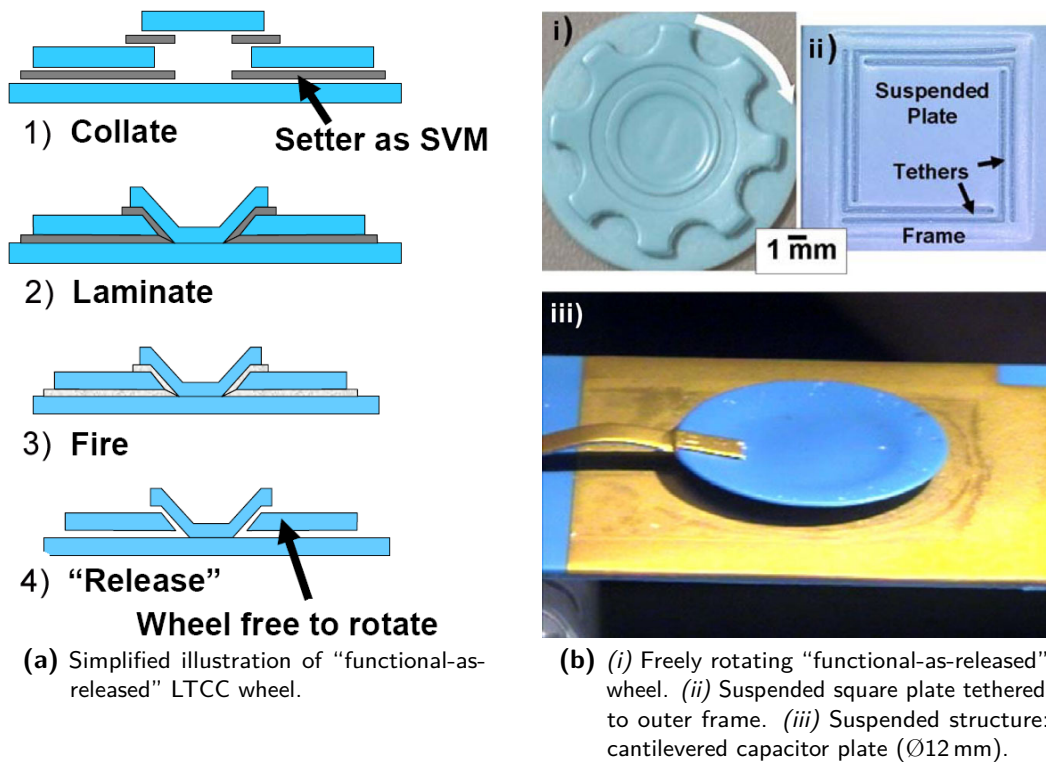 1) Collate
Setter as SVM
2) Laminate
3) Fire
4) “Release”
Wheel free to rotate
(a) Simplified illustration of “functional-as-
released” LTCC wheel.
i)
ii)
Suspended
Plate
Tethers
Frame
1 mm
iii)
(b) (i) Freely rotating “functional-as-released”
wheel. (ii) Suspended square plate tethered
to outer frame. (iii) Suspended structure:
cantilevered capacitor plate (Ø12 mm).